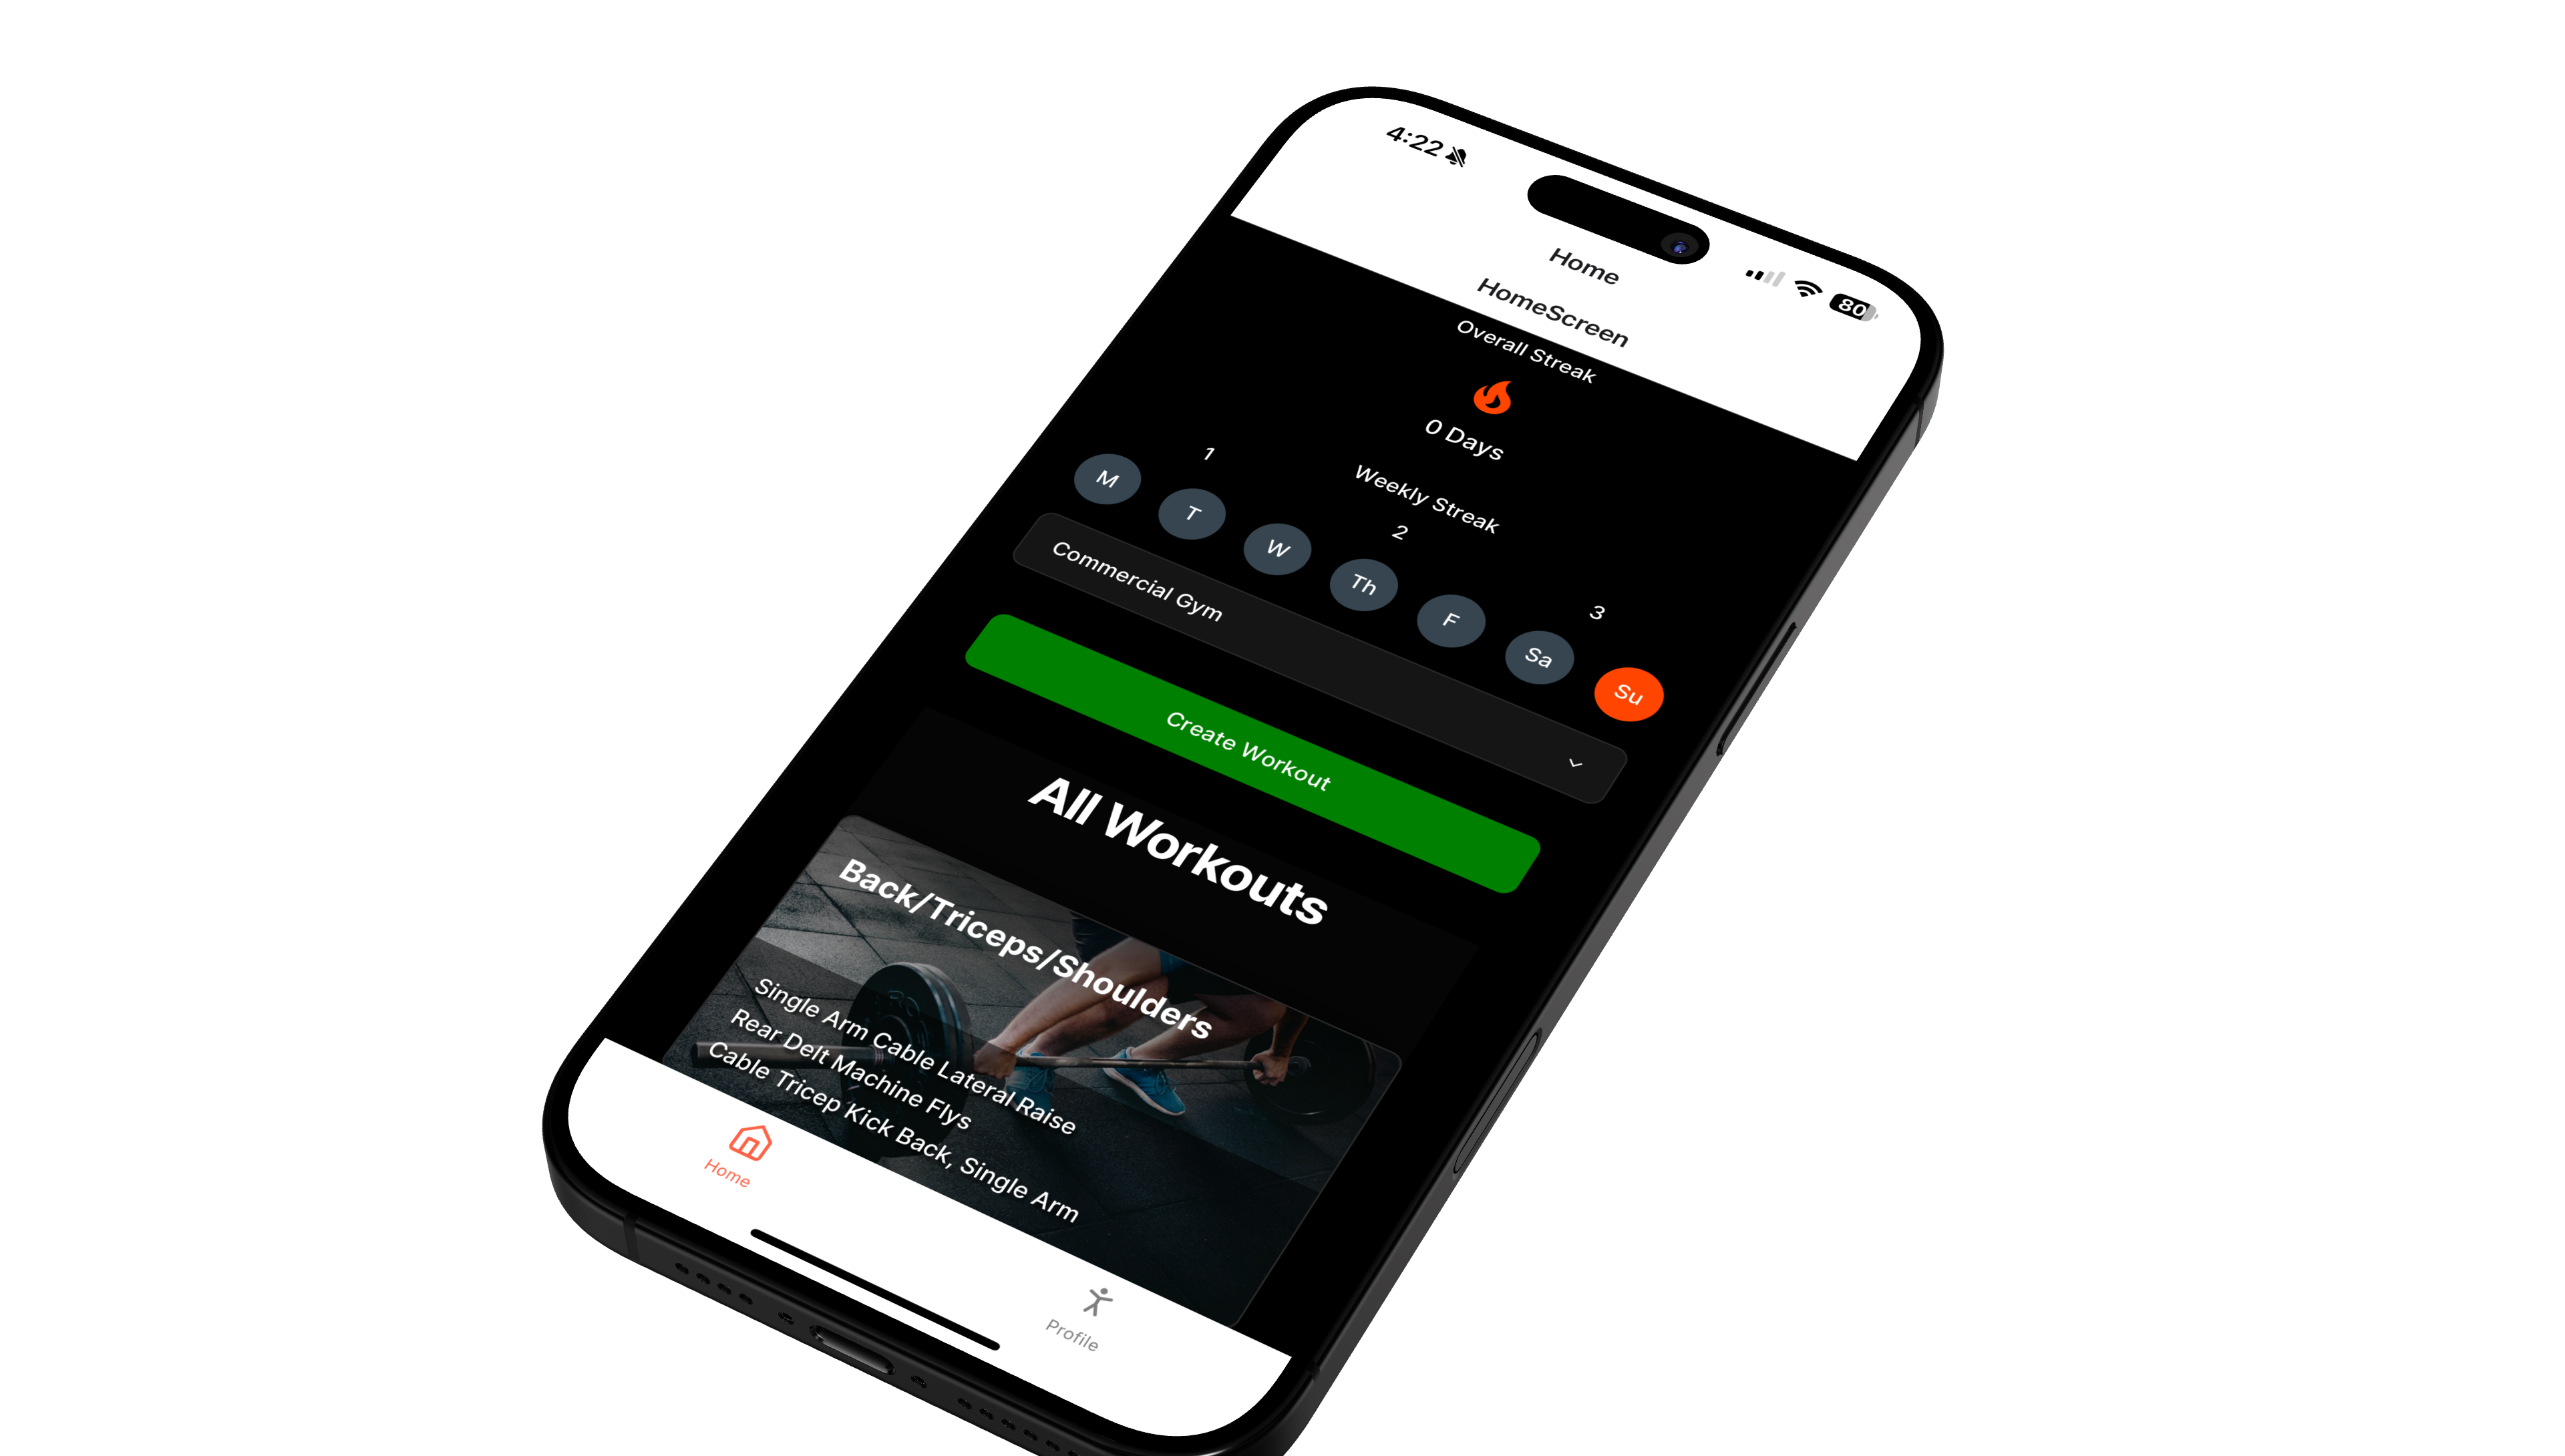 4:22
80
Home
HomeScreen
Overall Streak
0 Days
Weekly Streak
1 2 3
M T W Th F Sa Su
Commercial Gym
Create Workout
All Workouts
Back/Triceps/Shoulders
Single Arm Cable Lateral Raise
Rear Delt Machine Flys
Cable Tricep Kick Back, Single Arm
Home
Profile